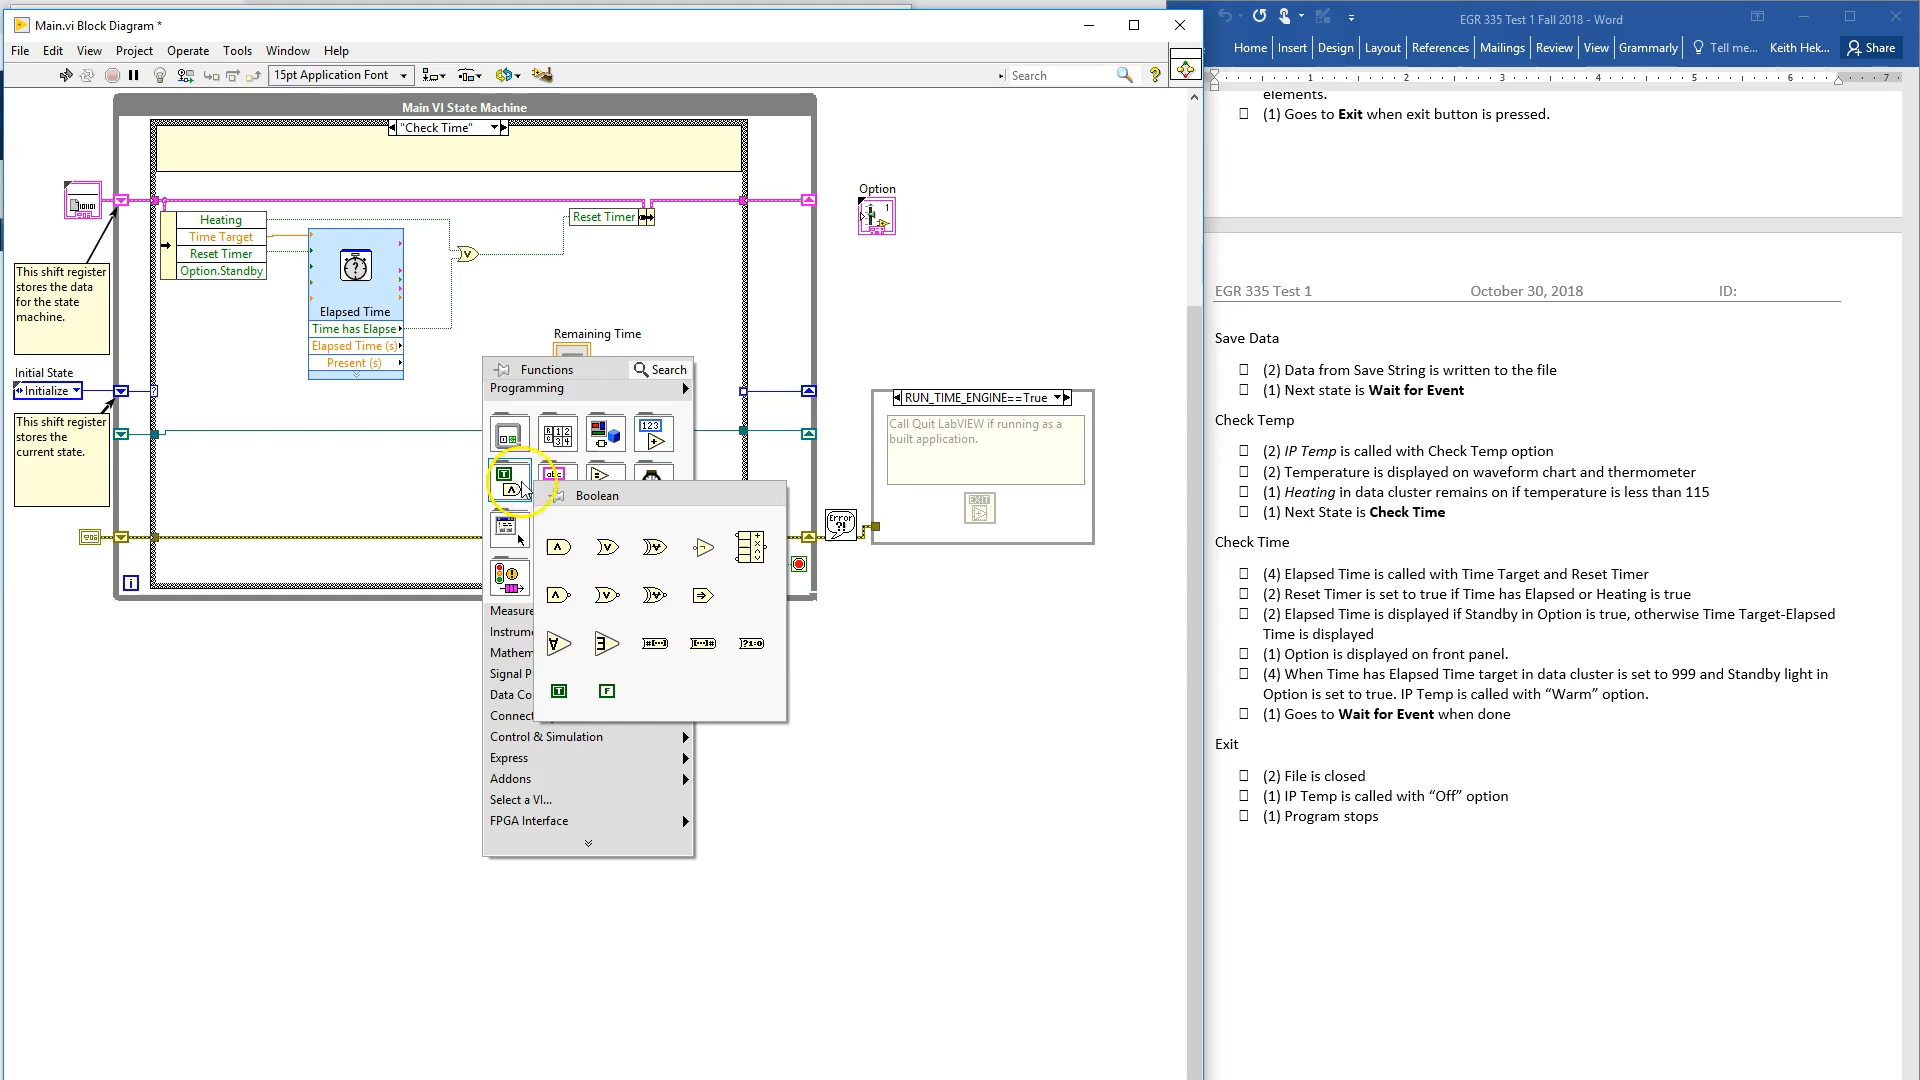 Main.vi Block Diagram *
File Edit View Project Operate Tools Window Help
15pt Application Font
Search
Main VI State Machine
"Check Time"
Heating
Time Target
Reset Timer
Option.Standby
Elapsed Time
Time has Elapse
Elapsed Time (s)
Present (s)
Reset Timer
Remaining Time
Option
1
This shift register
stores the data
for the state
machine.
Initial State
Initialize
This shift register
stores the
current state.
i
Functions
Search
Programming
123
abc
Measure
Instrum
Mathem
Signal P
Data Co
Connect
Control & Simulation
Express
Addons
Select a VI...
FPGA Interface
Boolean
T F
Error
?!
RUN_TIME_ENGINE==True
Call Quit LabVIEW if running as a
built application.
EXIT
EGR 335 Test 1 Fall 2018 - Word
Home Insert Design Layout References Mailings Review View Grammarly Tell me... Keith Hek... Share
1 2 3 4 5 6 7
elements.
(1) Goes to Exit when exit button is pressed.
EGR 335 Test 1 October 30, 2018 ID:
Save Data
(2) Data from Save String is written to the file
(1) Next state is Wait for Event
Check Temp
(2) IP Temp is called with Check Temp option
(2) Temperature is displayed on waveform chart and thermometer
(1) Heating in data cluster remains on if temperature is less than 115
(1) Next State is Check Time
Check Time
(4) Elapsed Time is called with Time Target and Reset Timer
(2) Reset Timer is set to true if Time has Elapsed or Heating is true
(2) Elapsed Time is displayed if Standby in Option is true, otherwise Time Target-Elapsed
Time is displayed
(1) Option is displayed on front panel.
(4) When Time has Elapsed Time target in data cluster is set to 999 and Standby light in
Option is set to true. IP Temp is called with “Warm” option.
(1) Goes to Wait for Event when done
Exit
(2) File is closed
(1) IP Temp is called with “Off” option
(1) Program stops